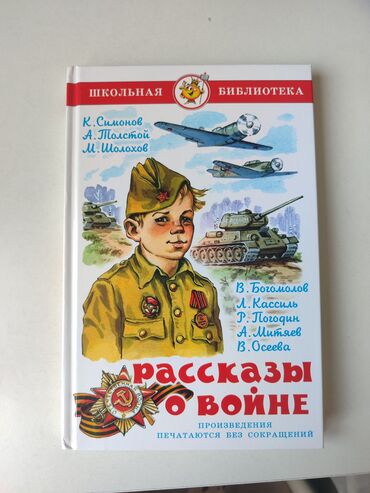 ШКОЛЬНАЯ БИБЛИОТЕКА
К. Симонов
А. Толстой
М. Шолохов
В. Богомолов
Л. Кассиль
Р. Погодин
А. Митяев
В. Осеева
РАССКАЗЫ
О ВОЙНЕ
ПРОИЗВЕДЕНИЯ
ПЕЧАТАЮТСЯ БЕЗ СОКРАЩЕНИЙ